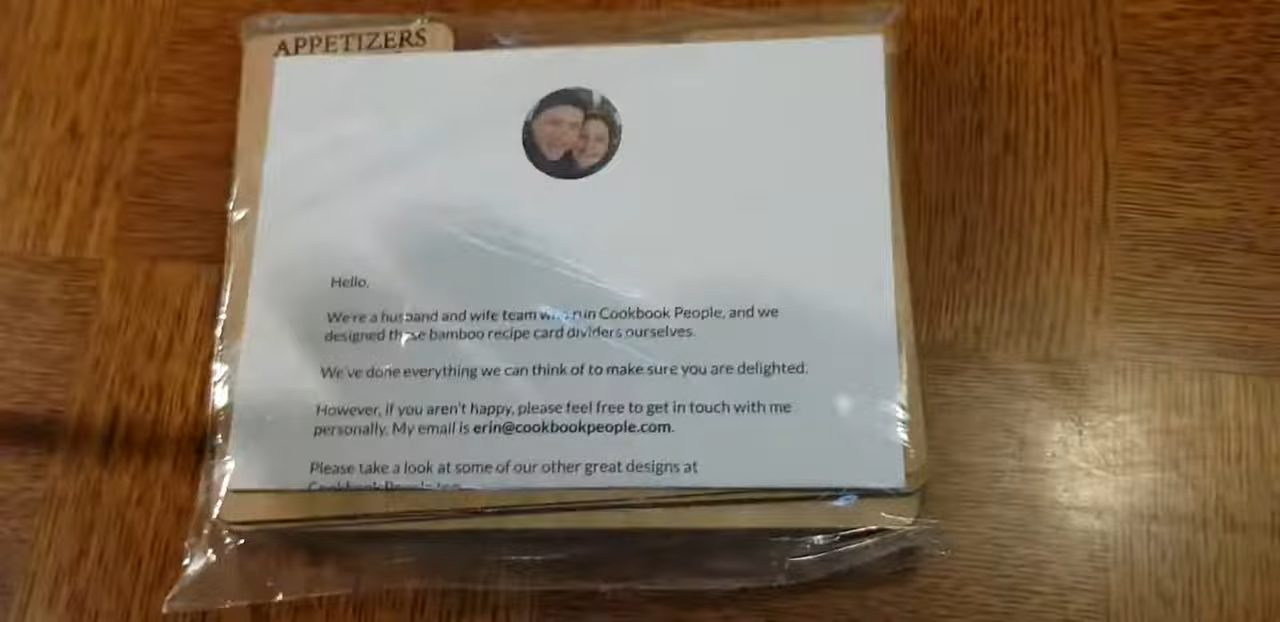 APPETIZERS
Hello,
We're a husband and wife team who run Cookbook People, and we
designed these bamboo recipe card dividers ourselves.
We've done everything we can think of to make sure you are delighted.
However, if you aren't happy, please feel free to get in touch with me
personally. My email is erin@cookbookpeople.com.
Please take a look at some of our other great designs at